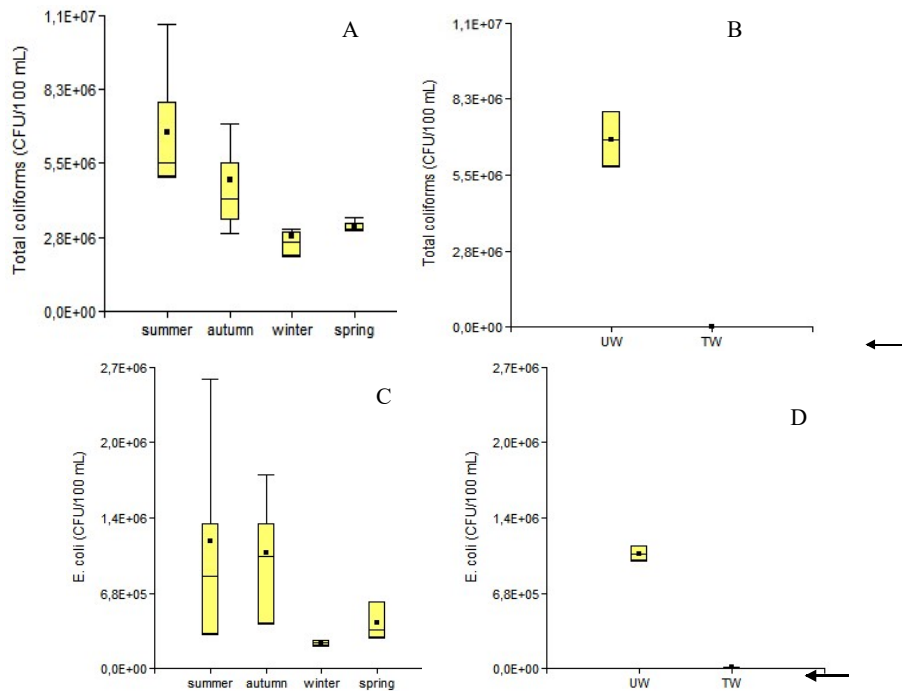 A
Total coliforms (CFU/100 mL)
1,1E+07
8,3E+06
5,5E+06
2,8E+06
0,0E+00
summer autumn winter spring
B
Total coliforms (CFU/100 mL)
1,1E+07
8,3E+06
5,5E+06
2,8E+06
0,0E+00
UW TW
C
E. coli (CFU/100 mL)
2,7E+06
2,0E+06
1,4E+06
6,8E+05
0,0E+00
summer autumn winter spring
D
E. coli (CFU/100 mL)
2,7E+06
2,0E+06
1,4E+06
6,8E+05
0,0E+00
UW TW